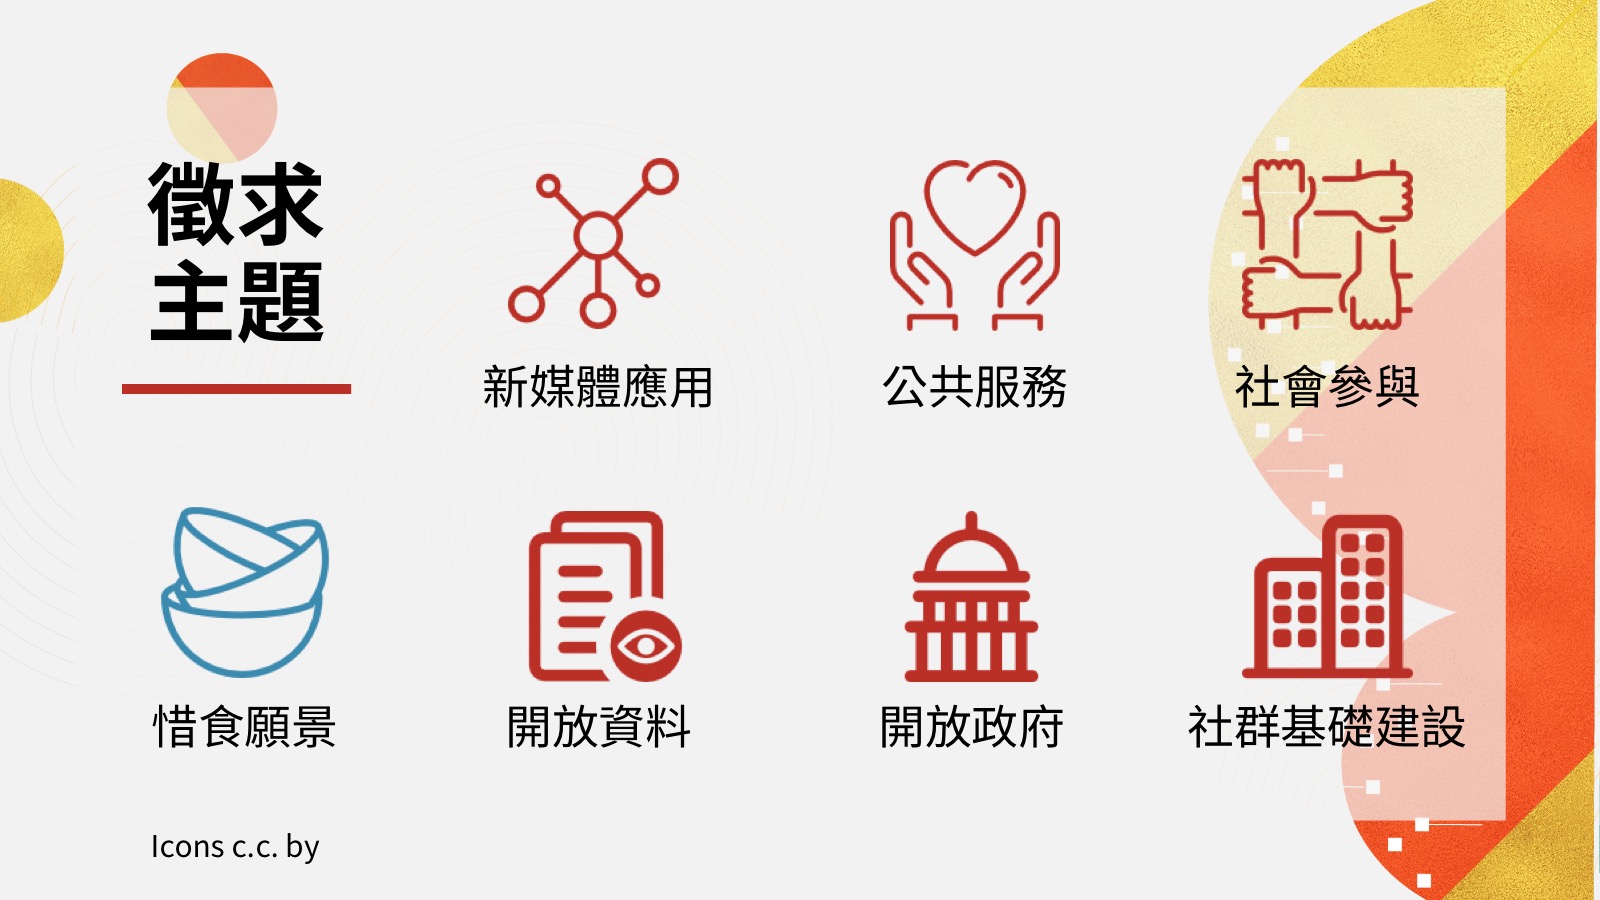 徵求
主題
新媒體應用
公共服務
社會參與
惜食願景
開放資料
開放政府
社群基礎建設
Icons c.c. by